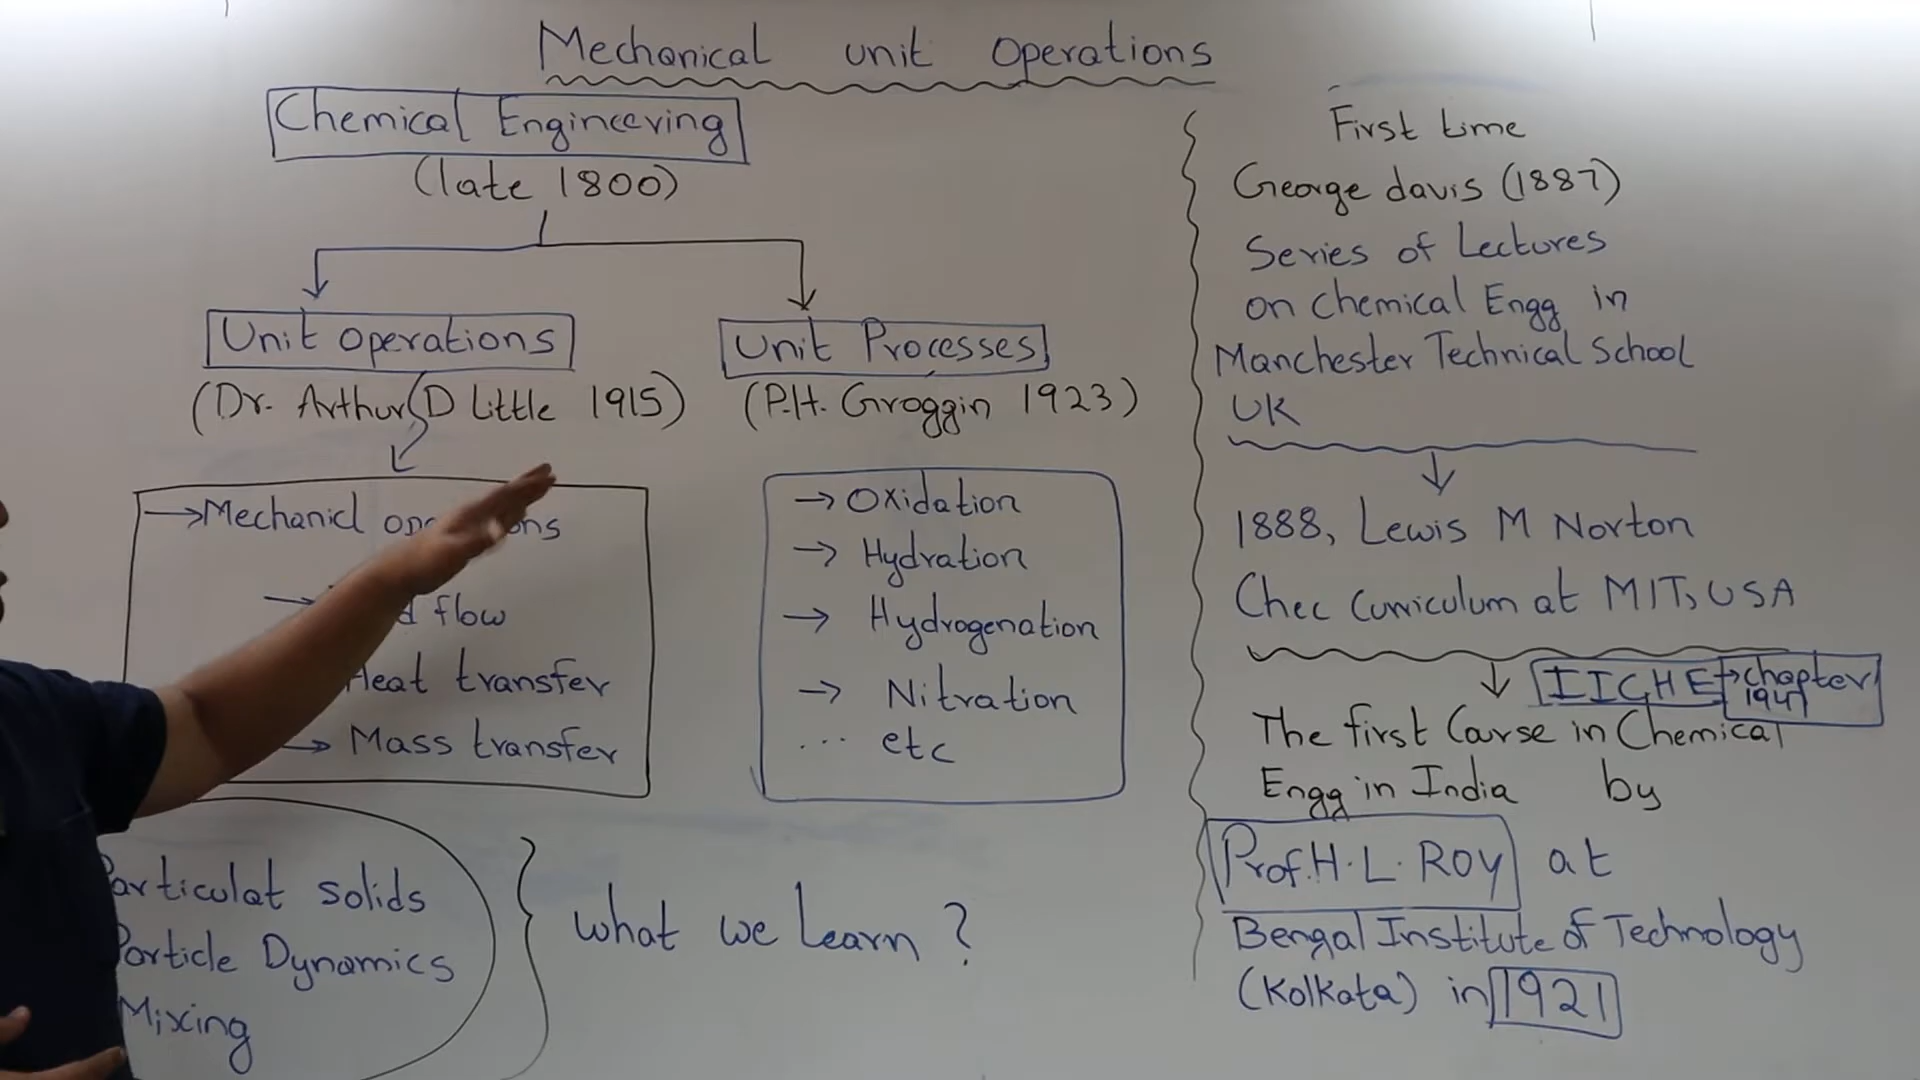 Mechanical unit Operations
Chemical Engineering
(late 1800)
Unit Operations
(Dr. Arthur D Little 1915)
→Mechanicl
→ flow
Heat transfer
→ Mass transfer
Particulat solids
Particle Dynamics
Mixing
what we learn ?
Unit Processes
(P.H. Groggin 1923)
→ Oxidation
→ Hydration
→ Hydrogenation
→ Nitration
... etc
First time
George davis (1887)
Series of Lectures
on chemical Engg in
Manchester Technical School
UK
1888, Lewis M Norton
Chec Curriculum at MIT, USA
IICHE → chapter
1947
The first Carse in Chemical
Engg in India by
Prof. H. L. ROY at
Bengal Institute of Technology
(Kolkata) in 1921